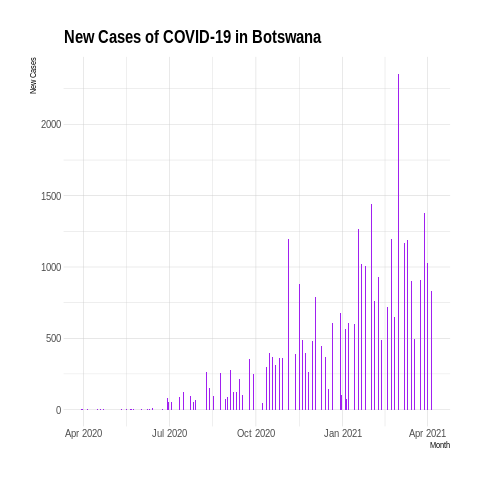 New Cases of COVID-19 in Botswana
New Cases
2000
1500
1000
500
0
Apr 2020 Jul 2020 Oct 2020 Jan 2021 Apr 2021
Month